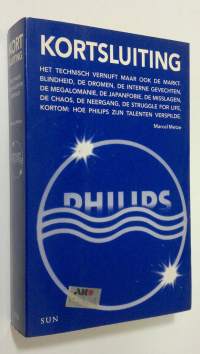 KORT
SLUITING
KORTSLUITING
HET TECHNISCH VERNUFT MAAR OOK DE MARKT.
BLINDHEID, DE DROMEN, DE INTERNE GEVECHTEN,
DE MEGALOMANIE, DE JAPANFOBIE, DE MISSLAGEN,
DE CHAOS, DE NEERGANG, DE STRUGGLE FOR LIFE,
KORTOM: HOE PHILIPS ZIJN TALENTEN VERSPILDE.
Marcel Metze
PHILIPS
SUN